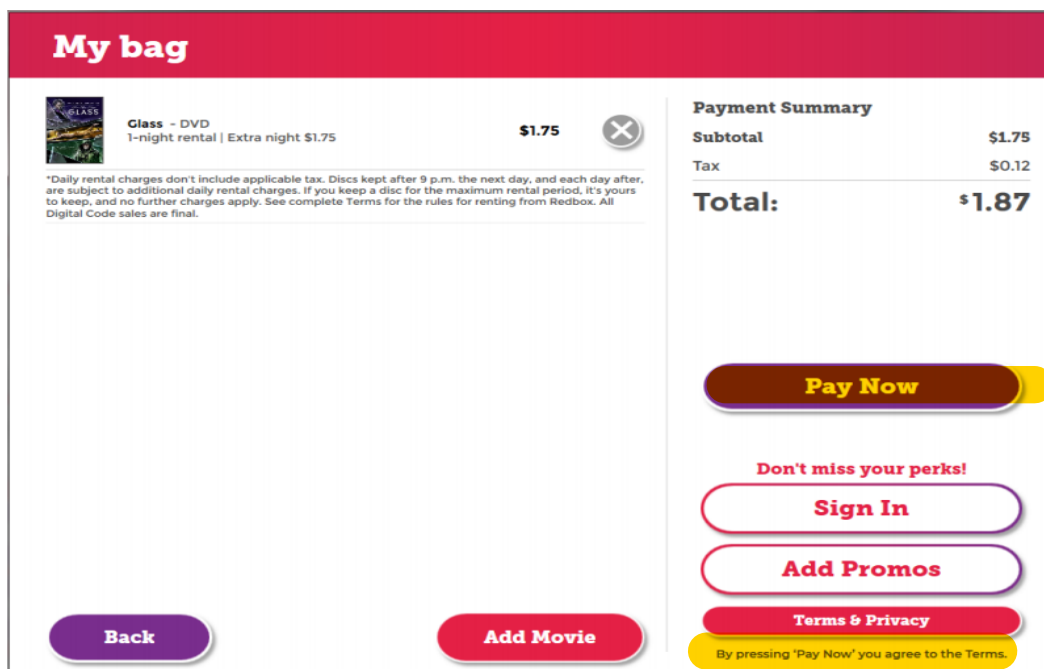 My bag
GLASS
Glass - DVD
1-night rental | Extra night $1.75
$1.75
*Daily rental charges don't include applicable tax. Discs kept after 9 p.m. the next day, and each day after,
are subject to additional daily rental charges. If you keep a disc for the maximum rental period, it's yours
to keep, and no further charges apply. See complete Terms for the rules for renting from Redbox. All
Digital Code sales are final.
Payment Summary
Subtotal $1.75
Tax $0.12
Total: $1.87
Pay Now
Don't miss your perks!
Sign In
Add Promos
Terms & Privacy
By pressing 'Pay Now' you agree to the Terms.
Back
Add Movie